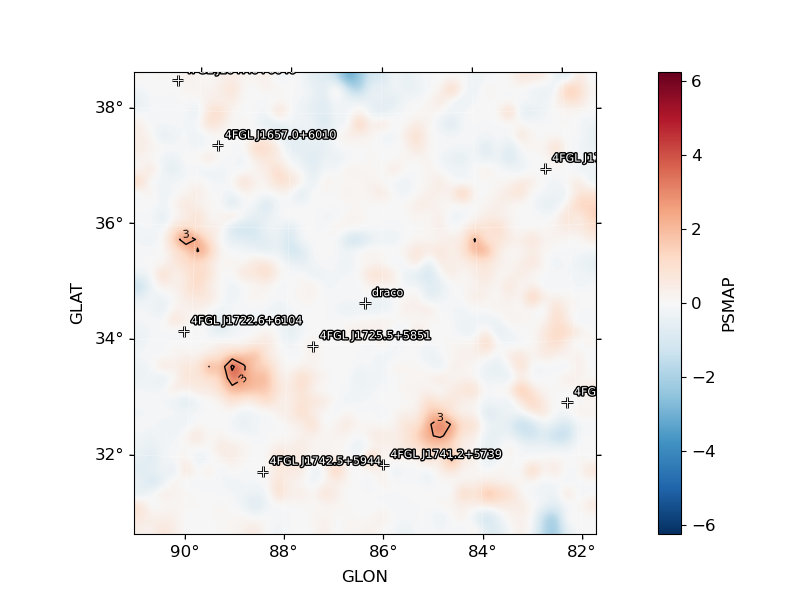 4FGL J1657.0+6010
4FGL J17
3
draco
4FGL J1722.6+6104
4FGL J1725.5+5851
3
4FG
3
4FGL J1742.5+5944
4FGL J1741.2+5739
38°
36°
34°
32°
GLAT
90°
88°
86°
84°
82°
GLON
6
4
2
0
−2
−4
−6
PSMAP